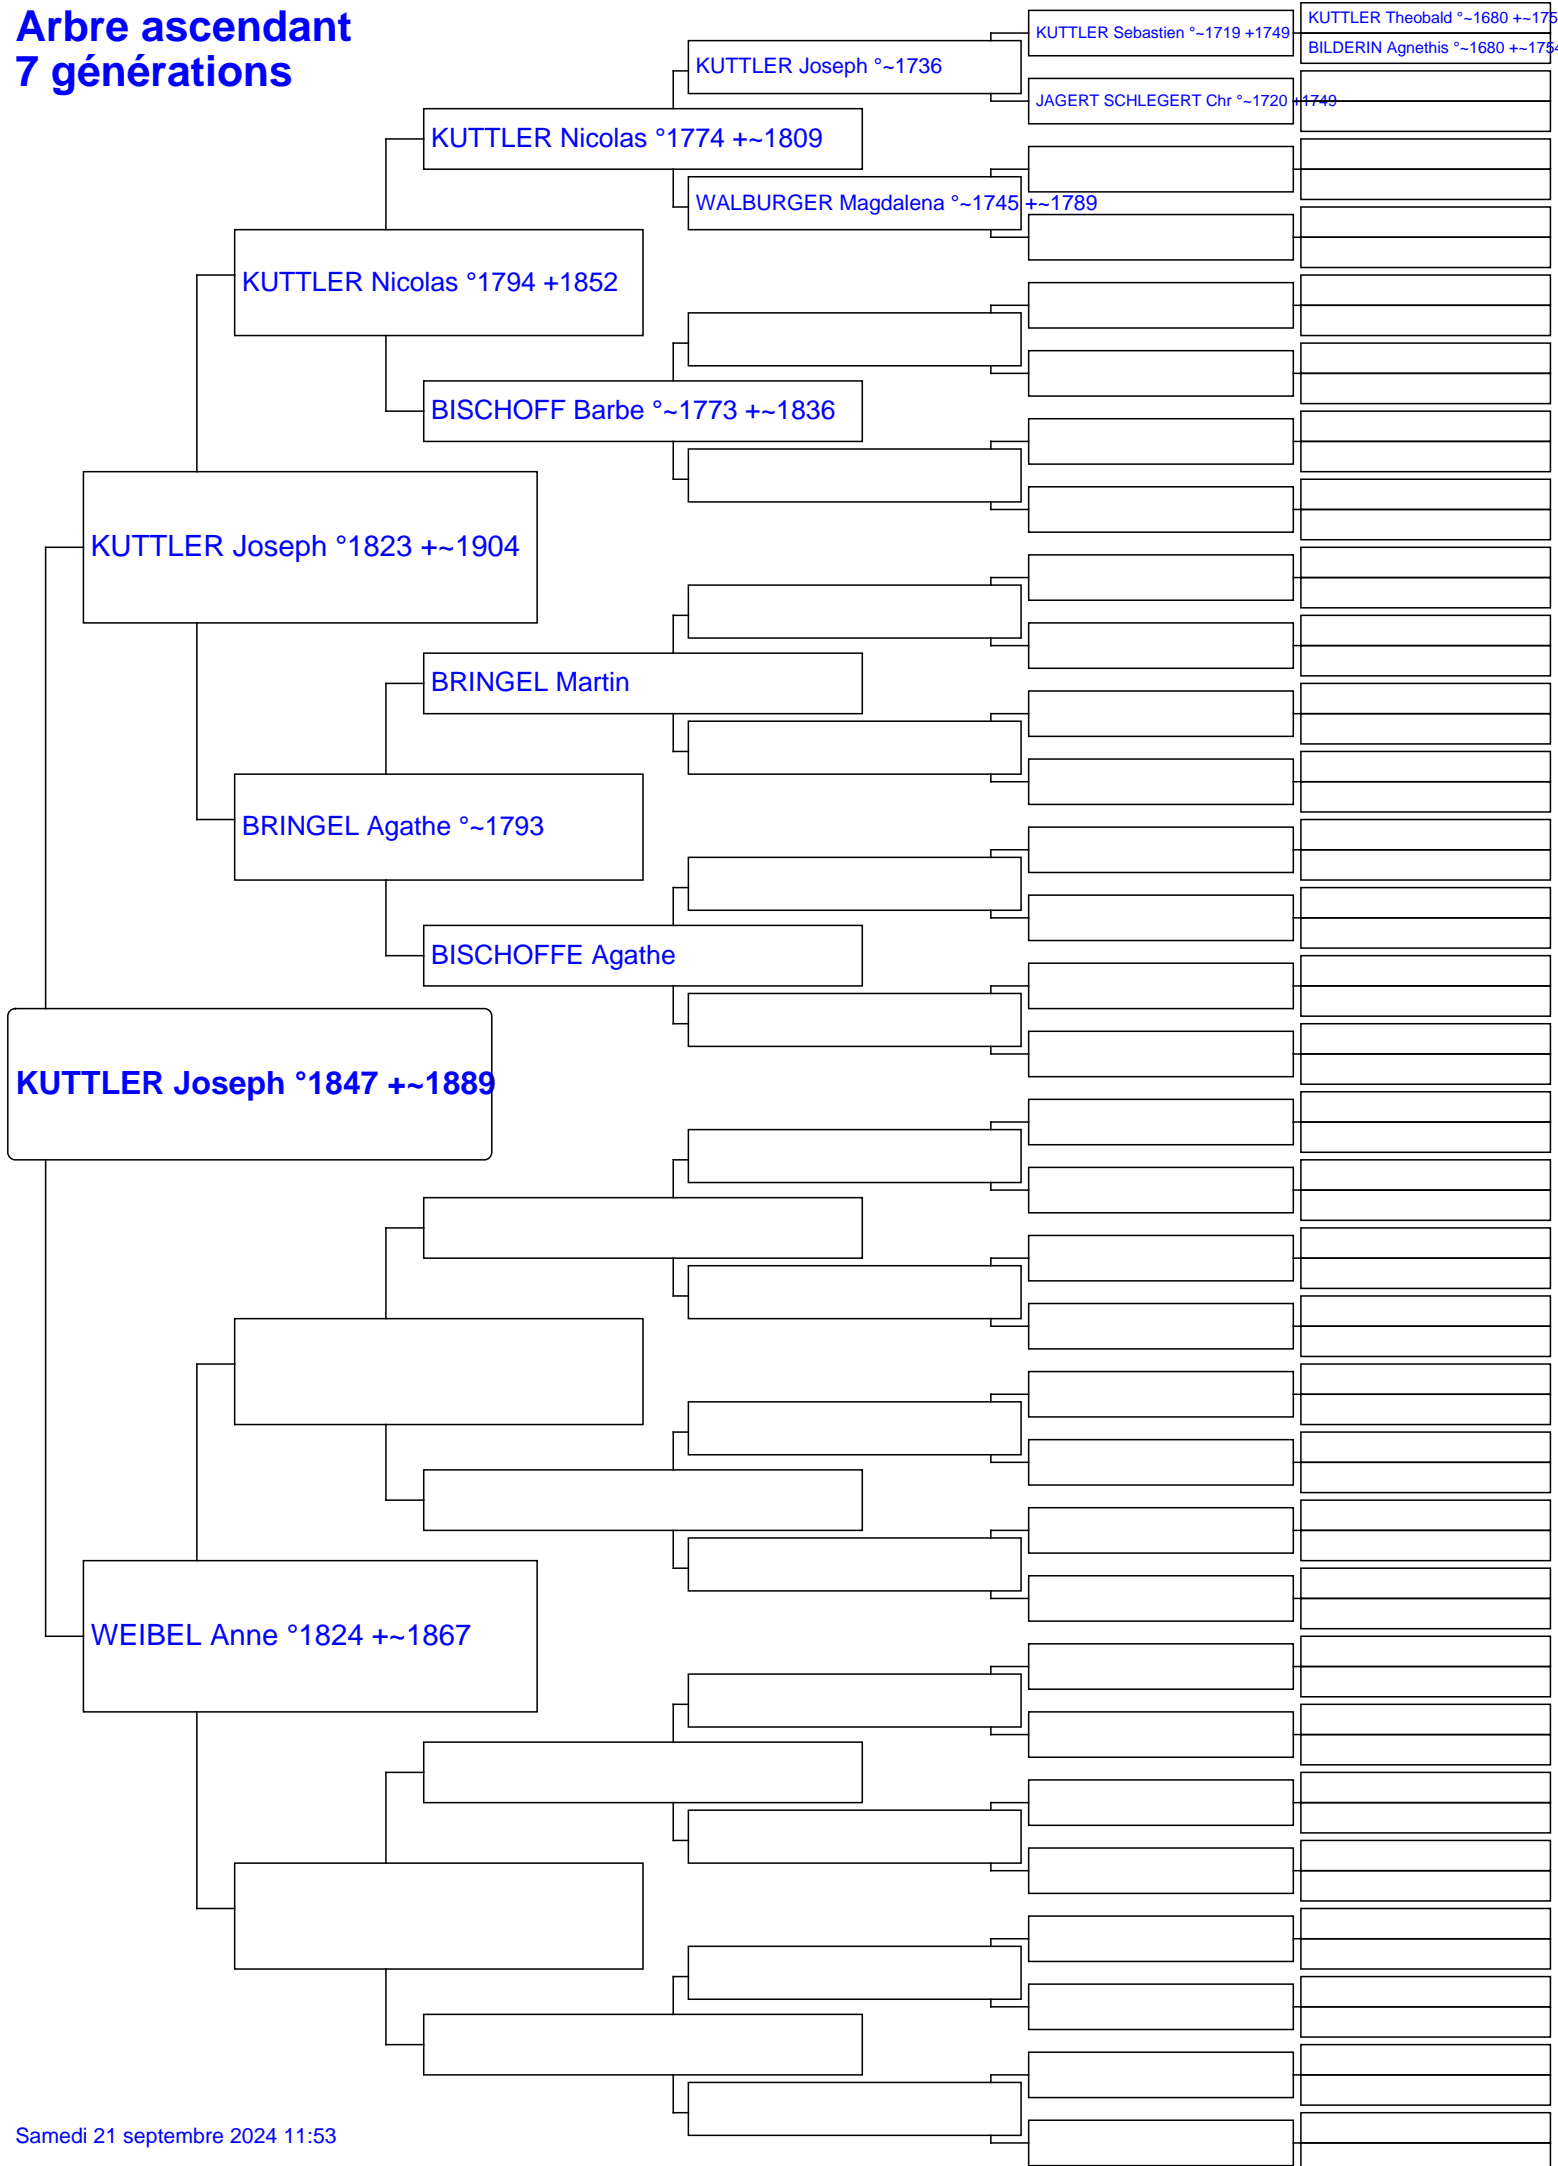 Arbre ascendant
7 générations
KUTTLER Theobald °~1680 +~175
KUTTLER Sebastien °~1719 +1749
BILDERIN Agnethis °~1680 +~1754
KUTTLER Joseph °~1736
JAGERT SCHLEGERT Chr °~1720 +1749
KUTTLER Nicolas °1774 +~1809
WALBURGER Magdalena °~1745 +~1789
KUTTLER Nicolas °1794 +1852
BISCHOFF Barbe °~1773 +~1836
KUTTLER Joseph °1823 +~1904
BRINGEL Martin
BRINGEL Agathe °~1793
BISCHOFFE Agathe
KUTTLER Joseph °1847 +~1889
WEIBEL Anne °1824 +~1867
Samedi 21 septembre 2024 11:53